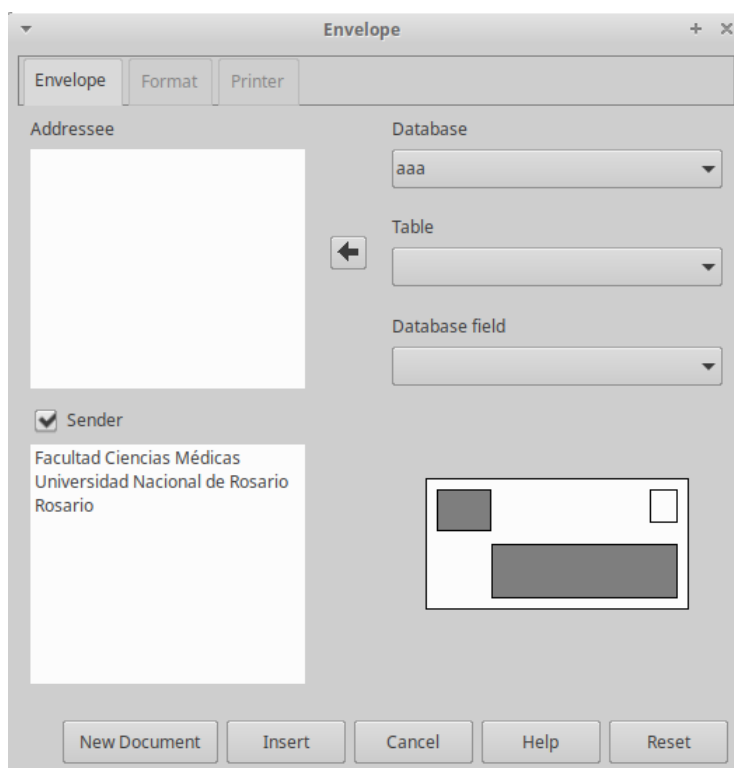 Envelope
Envelope Format Printer
Addressee
Database
aaa
Table
Database field
Sender
Facultad Ciencias Médicas
Universidad Nacional de Rosario
Rosario
New Document Insert Cancel Help Reset